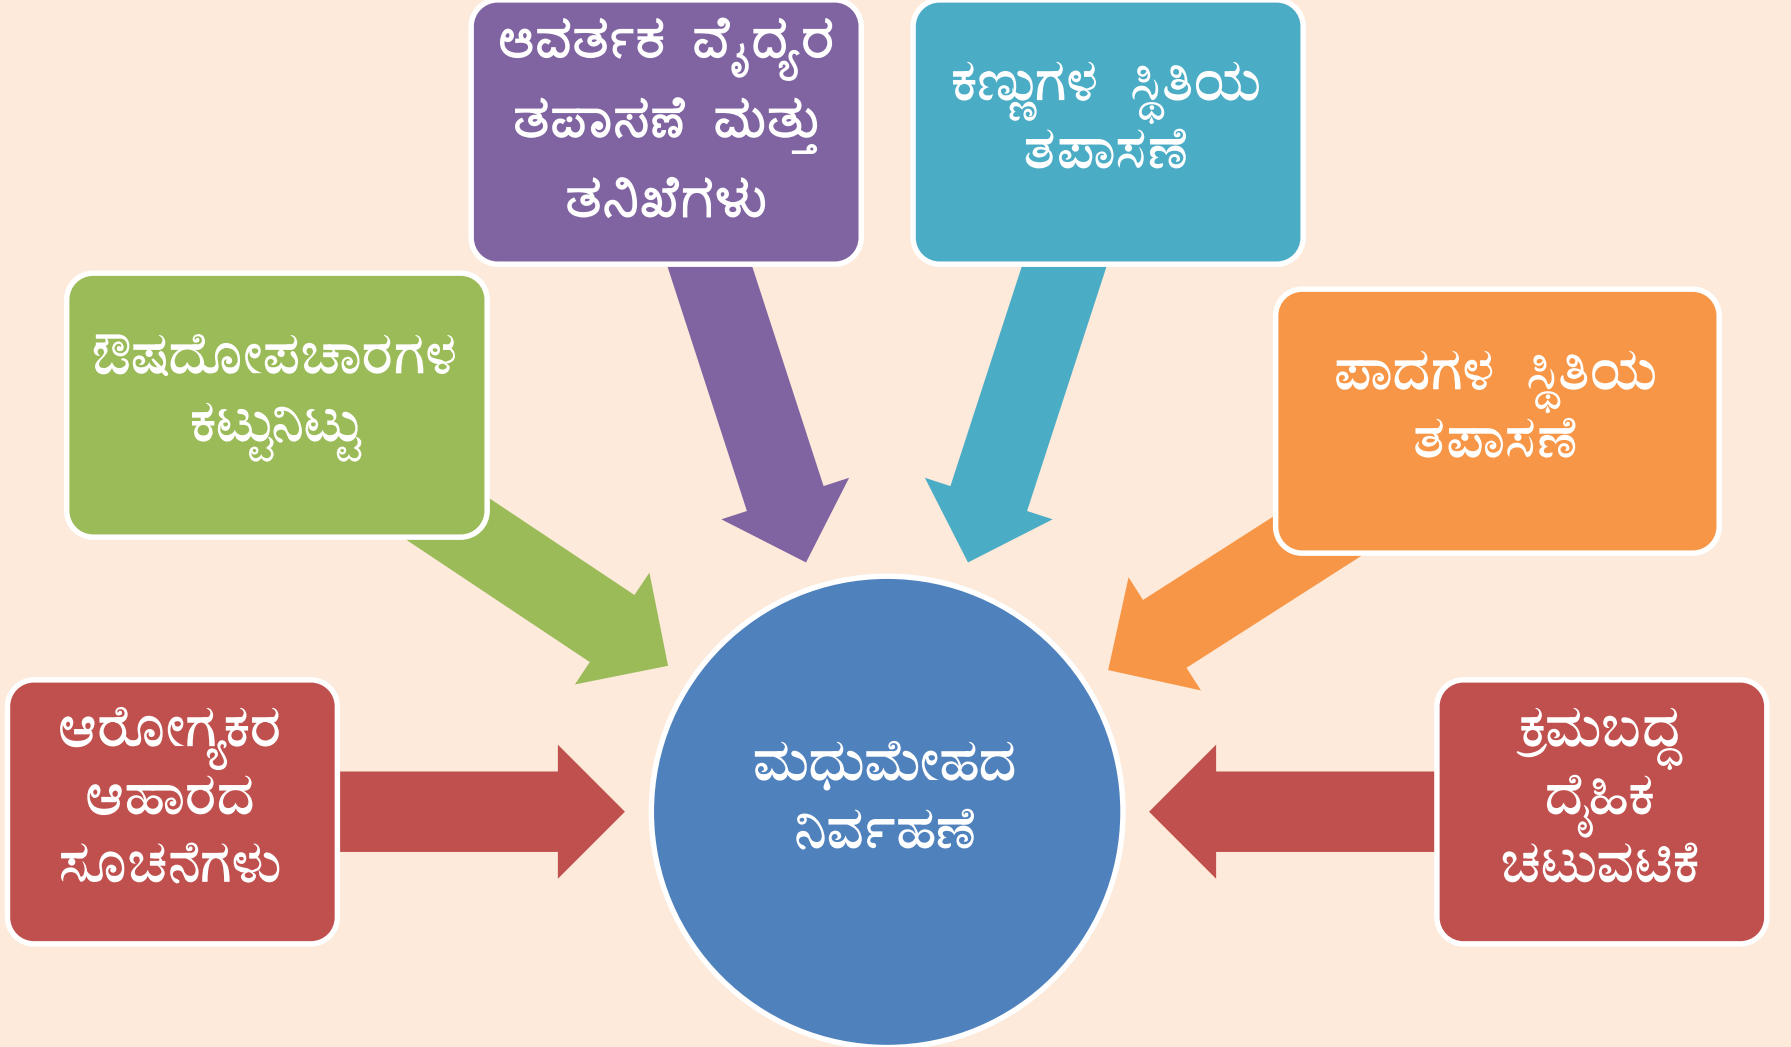 ಆವರ್ತಕ ವೈದ್ಯರ
ತಪಾಸಣೆ ಮತ್ತು
ತನಿಖೆಗಳು
ಕಣ್ಣುಗಳ ಸ್ಥಿತಿಯ
ತಪಾಸಣೆ
ಔಷದೋಪಚಾರಗಳ
ಕಟ್ಟುನಿಟ್ಟು
ಪಾದಗಳ ಸ್ಥಿತಿಯ
ತಪಾಸಣೆ
ಆರೋಗ್ಯಕರ
ಆಹಾರದ
ಸೂಚನೆಗಳು
ಮಧುಮೇಹದ
ನಿರ್ವಹಣೆ
ಕ್ರಮಬದ್ಧ
ದೈಹಿಕ
ಚಟುವಟಿಕೆ